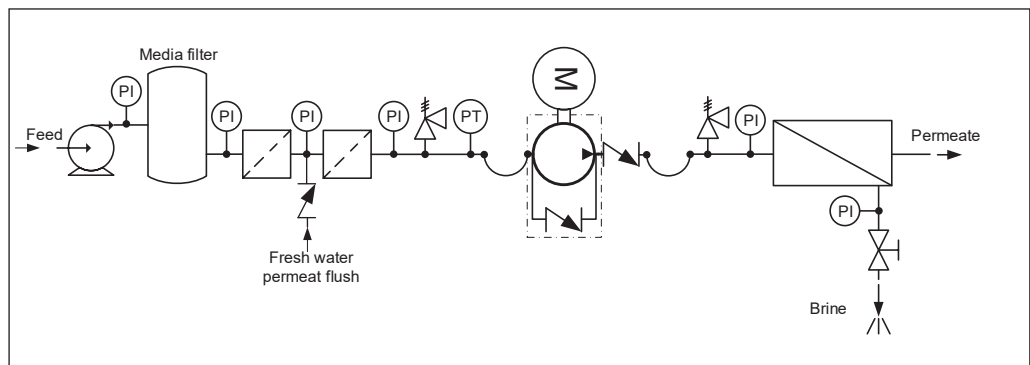 Media filter
Feed
PI
PI
PI
PI
PT
M
PI
Permeate
PI
Fresh water
permeat flush
Brine